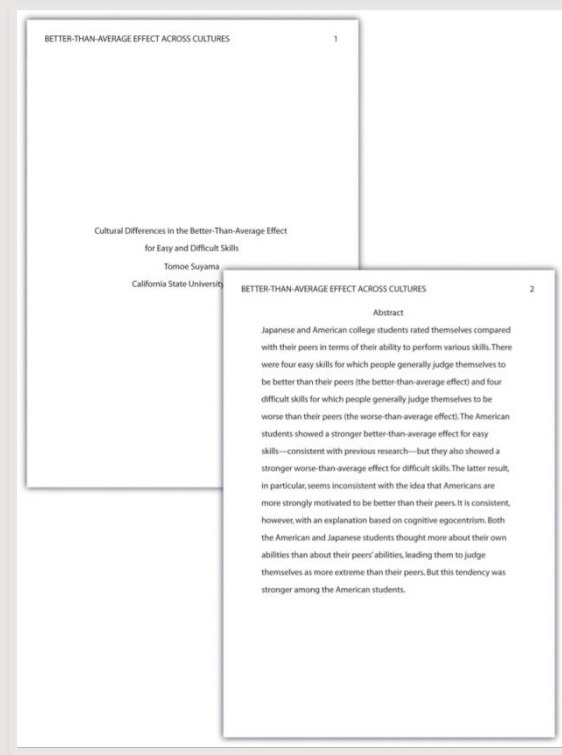 BETTER-THAN-AVERAGE EFFECT ACROSS CULTURES 1
Cultural Differences in the Better-Than-Average Effect
for Easy and Difficult Skills
Tomoe Suyama
California State University
BETTER-THAN-AVERAGE EFFECT ACROSS CULTURES 2
Abstract
Japanese and American college students rated themselves compared
with their peers in terms of their ability to perform various skills. There
were four easy skills for which people generally judge themselves to
be better than their peers (the better-than-average effect) and four
difficult skills for which people generally judge themselves to be
worse than their peers (the worse-than-average effect). The American
students showed a stronger better-than-average effect for easy
skills—consistent with previous research—but they also showed a
stronger worse-than-average effect for difficult skills. The latter result,
in particular, seems inconsistent with the idea that Americans are
more strongly motivated to be better than their peers. It is consistent,
however, with an explanation based on cognitive egocentrism. Both
the American and Japanese students thought more about their own
abilities than about their peers' abilities, leading them to judge
themselves as more extreme than their peers. But this tendency was
stronger among the American students.